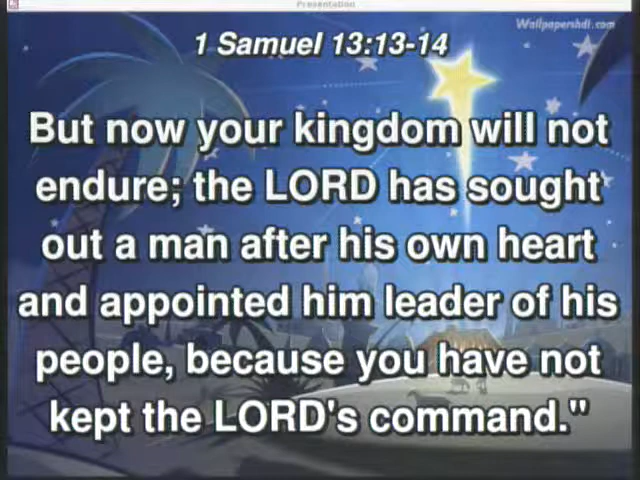 Presentation
Wallpapershdi.com
1 Samuel 13:13-14
But now your kingdom will not
endure; the LORD has sought
out a man after his own heart
and appointed him leader of his
people, because you have not
kept the LORD's command."